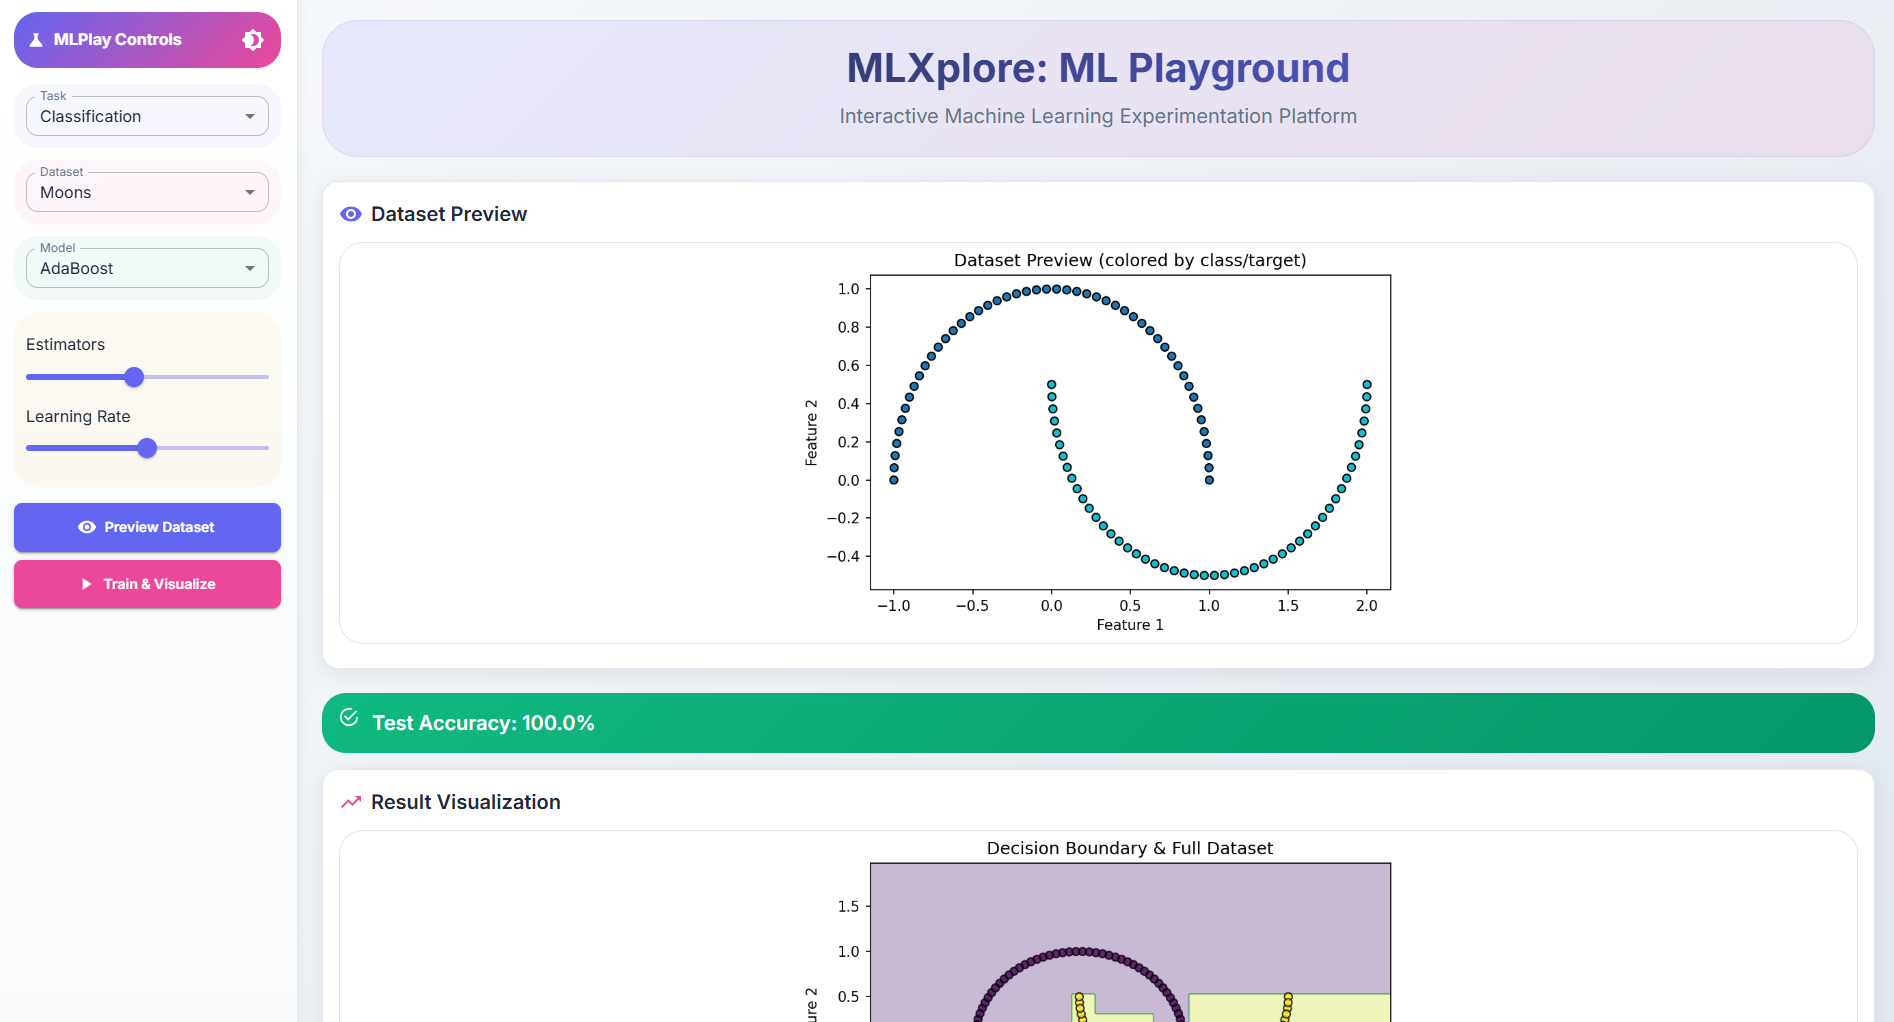 MLPlay Controls
Task
Classification
Dataset
Moons
Model
AdaBoost
Estimators
Learning Rate
Preview Dataset
Train & Visualize
MLXplore: ML Playground
Interactive Machine Learning Experimentation Platform
Dataset Preview
Dataset Preview (colored by class/target)
1.0
0.8
0.6
0.4
0.2
0.0
−0.2
−0.4
Feature 2
−1.0 −0.5 0.0 0.5 1.0 1.5 2.0
Feature 1
Test Accuracy: 100.0%
Result Visualization
Decision Boundary & Full Dataset
1.5
1.0
0.5
ure 2